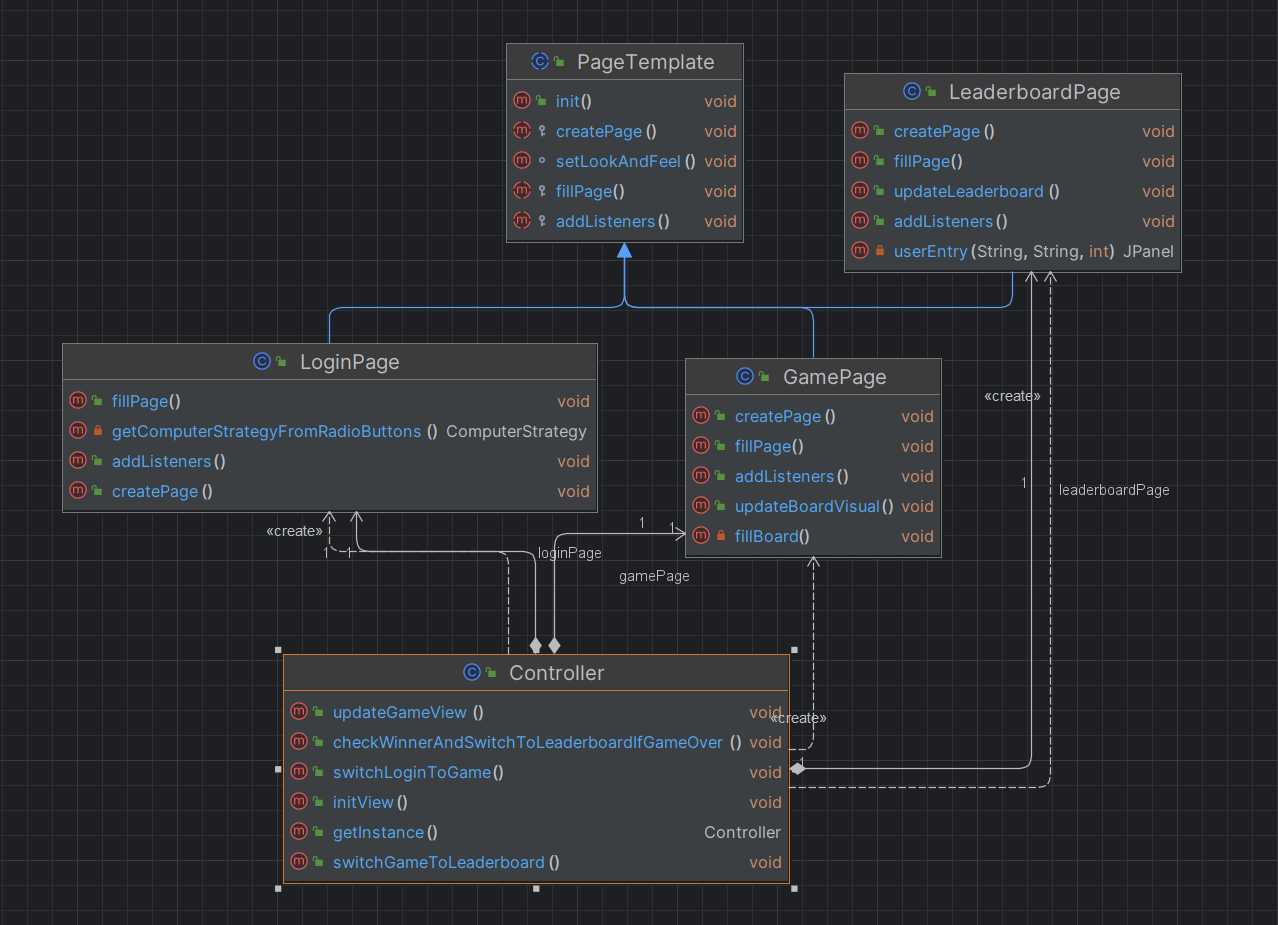 PageTemplate
init() void
createPage() void
setLookAndFeel() void
fillPage() void
addListeners() void
LeaderboardPage
createPage() void
fillPage() void
updateLeaderboard() void
addListeners() void
userEntry(String, String, int) JPanel
LoginPage
fillPage() void
getComputerStrategyFromRadioButtons() ComputerStrategy
addListeners() void
createPage() void
GamePage
createPage() void
fillPage() void
addListeners() void
updateBoardVisual() void
fillBoard() void
«create»
1
leaderboardPage
«create»
1
1
loginPage
1
1
gamePage
Controller
updateGameView() void
checkWinnerAndSwitchToLeaderboardIfGameOver() void
switchLoginToGame() void
initView() void
getInstance() Controller
switchGameToLeaderboard() void
«create»
1